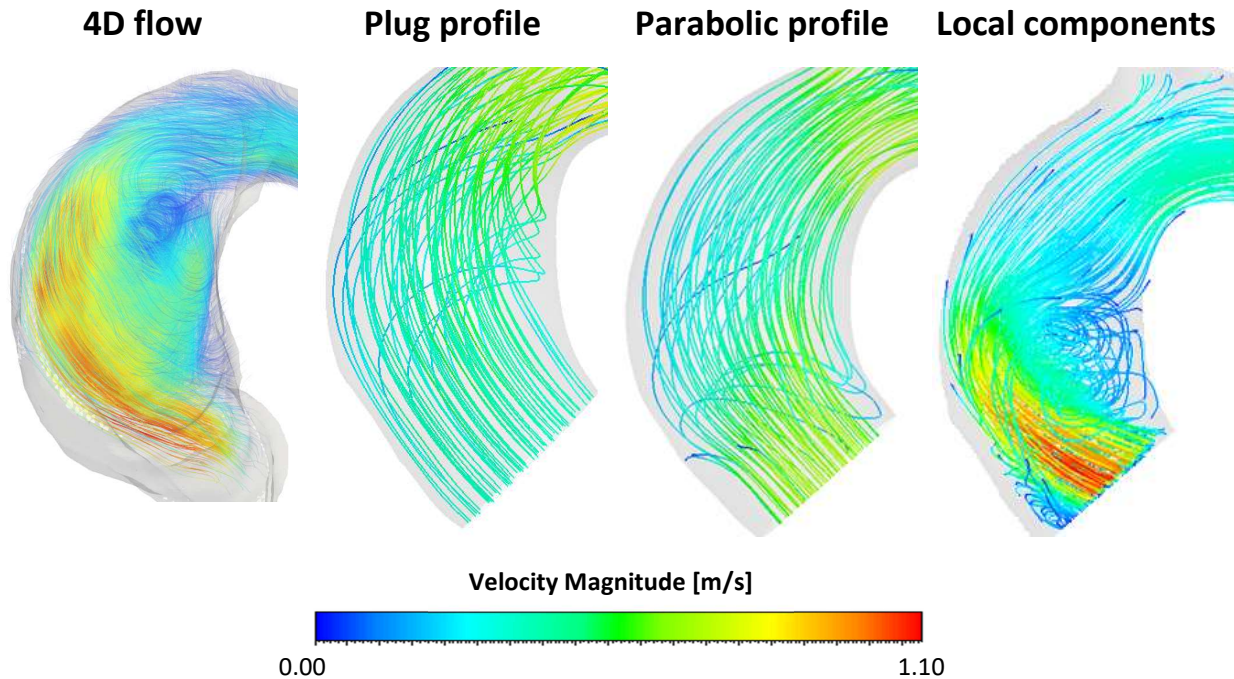 4D flow Plug profile Parabolic profile Local components
Velocity Magnitude [m/s]
0.00 1.10